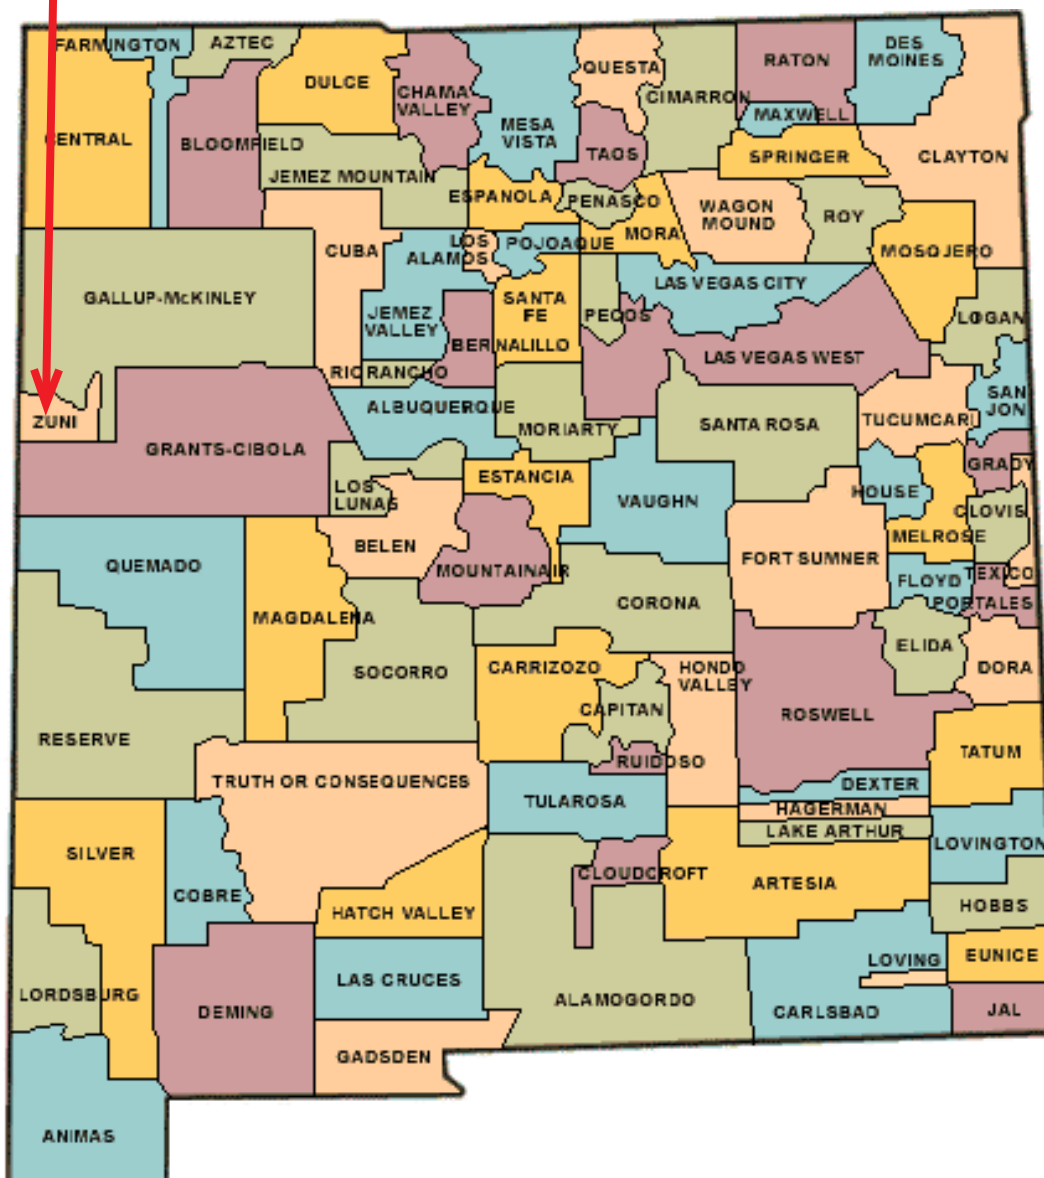 FARMINGTON
AZTEC
DULCE
CHAMA
VALLEY
MESA
VISTA
QUESTA
CIMARRON
RATON
DES
MOINES
CENTRAL
BLOOMFIELD
JEMEZ MOUNTAIN
TAOS
MAXWELL
SPRINGER
CLAYTON
ESPANOLA
PENASCO
MORA
WAGON
MOUND
ROY
MOSQJERO
CUBA
LOS
ALAMOS
POJOAQUE
LAS VEGAS CITY
GALLUP-McKINLEY
JEMEZ
VALLEY
SANTA
FE
PECOS
LOGAN
BERNALILLO
LAS VEGAS WEST
RIO RANCHO
ZUNI
GRANTS-CIBOLA
ALBUQUERQUE
MORIARTY
SANTA ROSA
TUCUMCARI
SAN
JON
LOS
LUNAS
ESTANCIA
VAUGHN
HOUSE
GRADY
CLOVIS
BELEN
MOUNTAINAIR
FORT SUMNER
MELROSE
QUEMADO
MAGDALENA
CORONA
FLOYD
TEXICO
PORTALES
SOCORRO
CARRIZOZO
HONDO
VALLEY
ELIDA
DORA
CAPITAN
ROSWELL
RESERVE
RUIDOSO
TATUM
TRUTH OR CONSEQUENCES
TULAROSA
DEXTER
HAGERMAN
LAKE ARTHUR
LOVINGTON
SILVER
COBRE
HATCH VALLEY
CLOUDCROFT
ARTESIA
HOBBS
LORDSBURG
DEMING
LAS CRUCES
ALAMOGORDO
LOVING
EUNICE
CARLSBAD
JAL
GADSDEN
ANIMAS